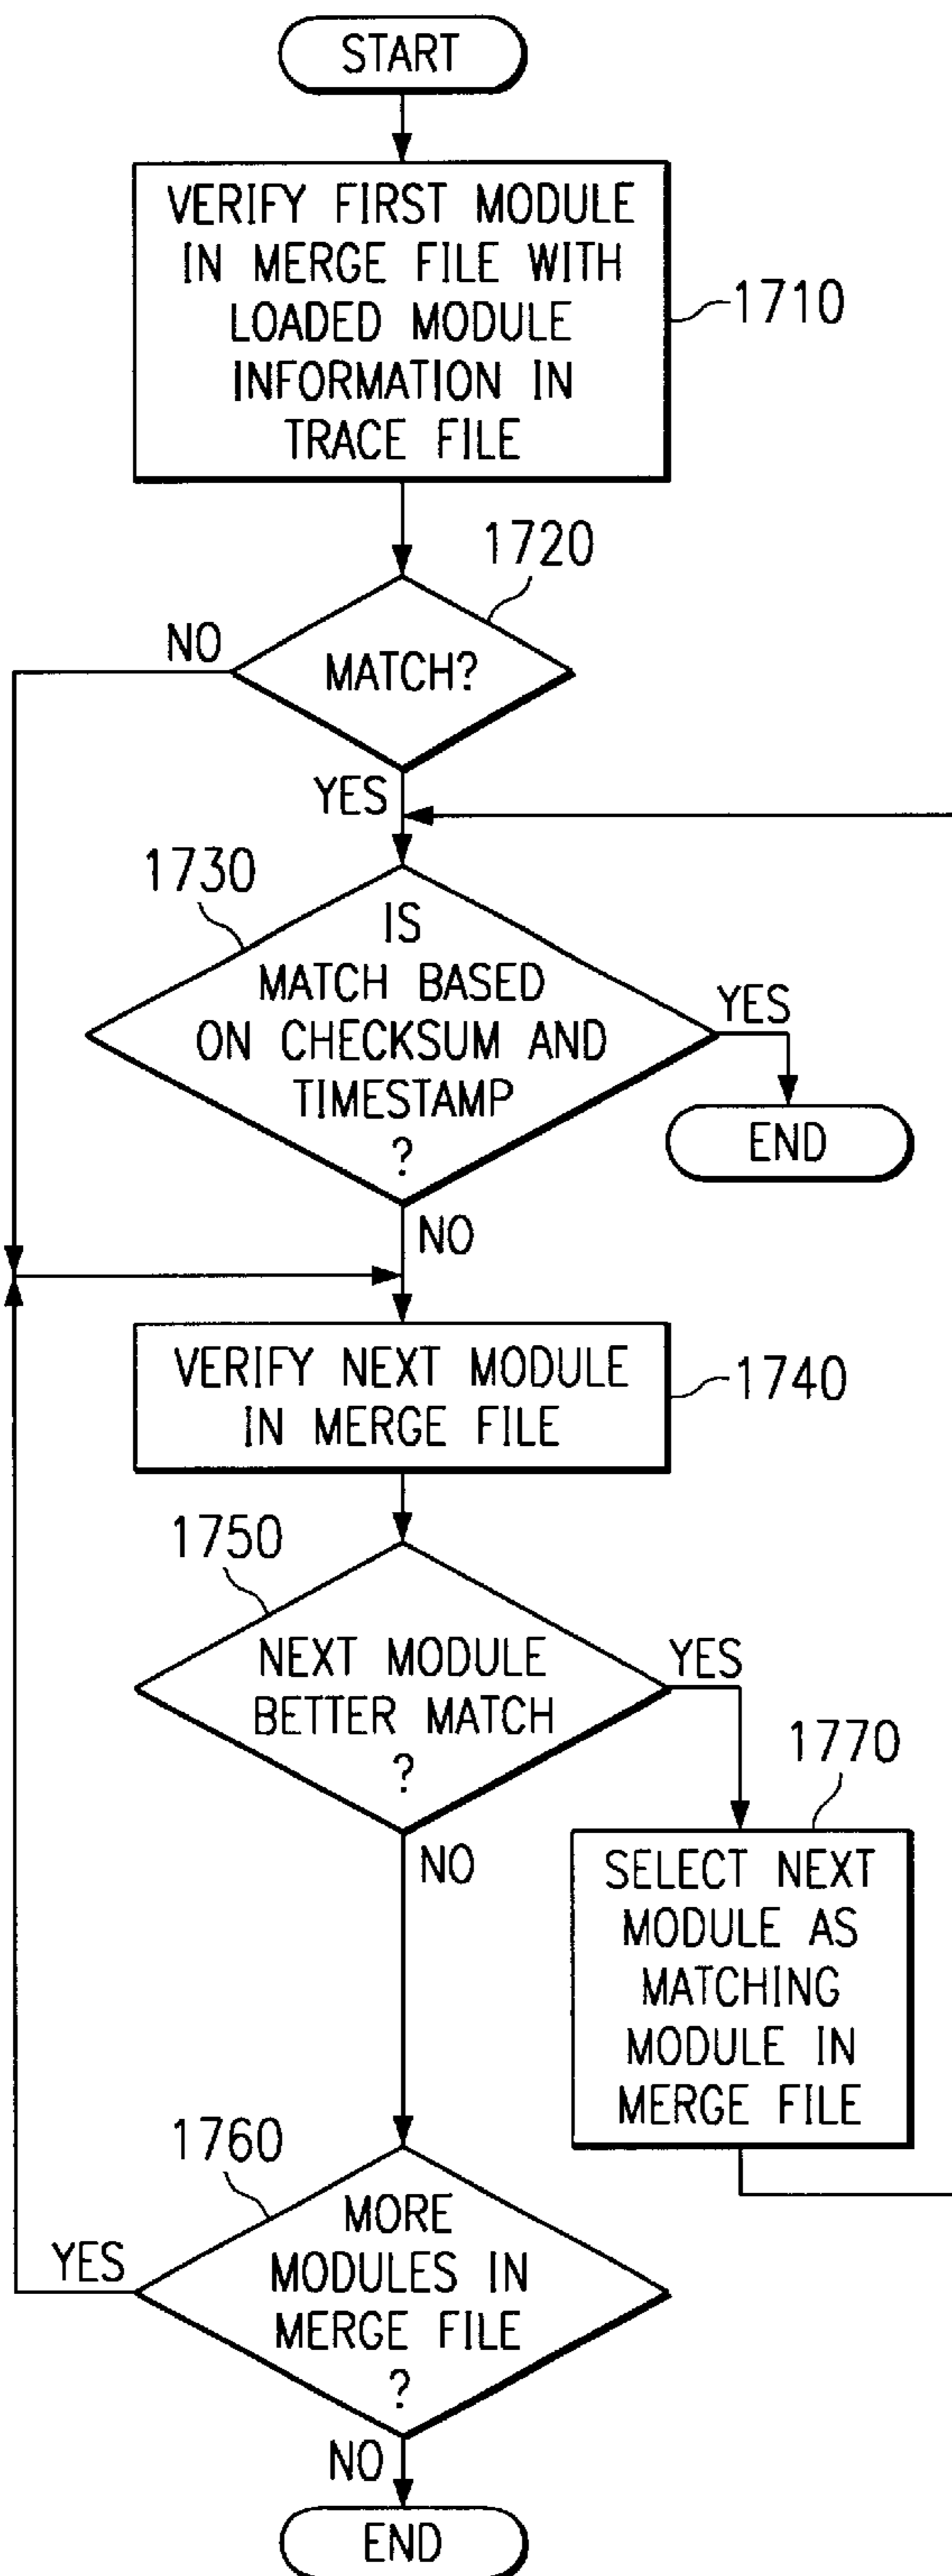 START
VERIFY FIRST MODULE
IN MERGE FILE WITH
LOADED MODULE
INFORMATION IN
TRACE FILE
1710
1720
NO
MATCH?
YES
1730
IS
MATCH BASED
ON CHECKSUM AND
TIMESTAMP
?
YES
END
NO
VERIFY NEXT MODULE
IN MERGE FILE
1740
1750
NEXT MODULE
BETTER MATCH
?
YES
NO
1770
SELECT NEXT
MODULE AS
MATCHING
MODULE IN
MERGE FILE
1760
MORE
MODULES IN
MERGE FILE
?
YES
NO
END